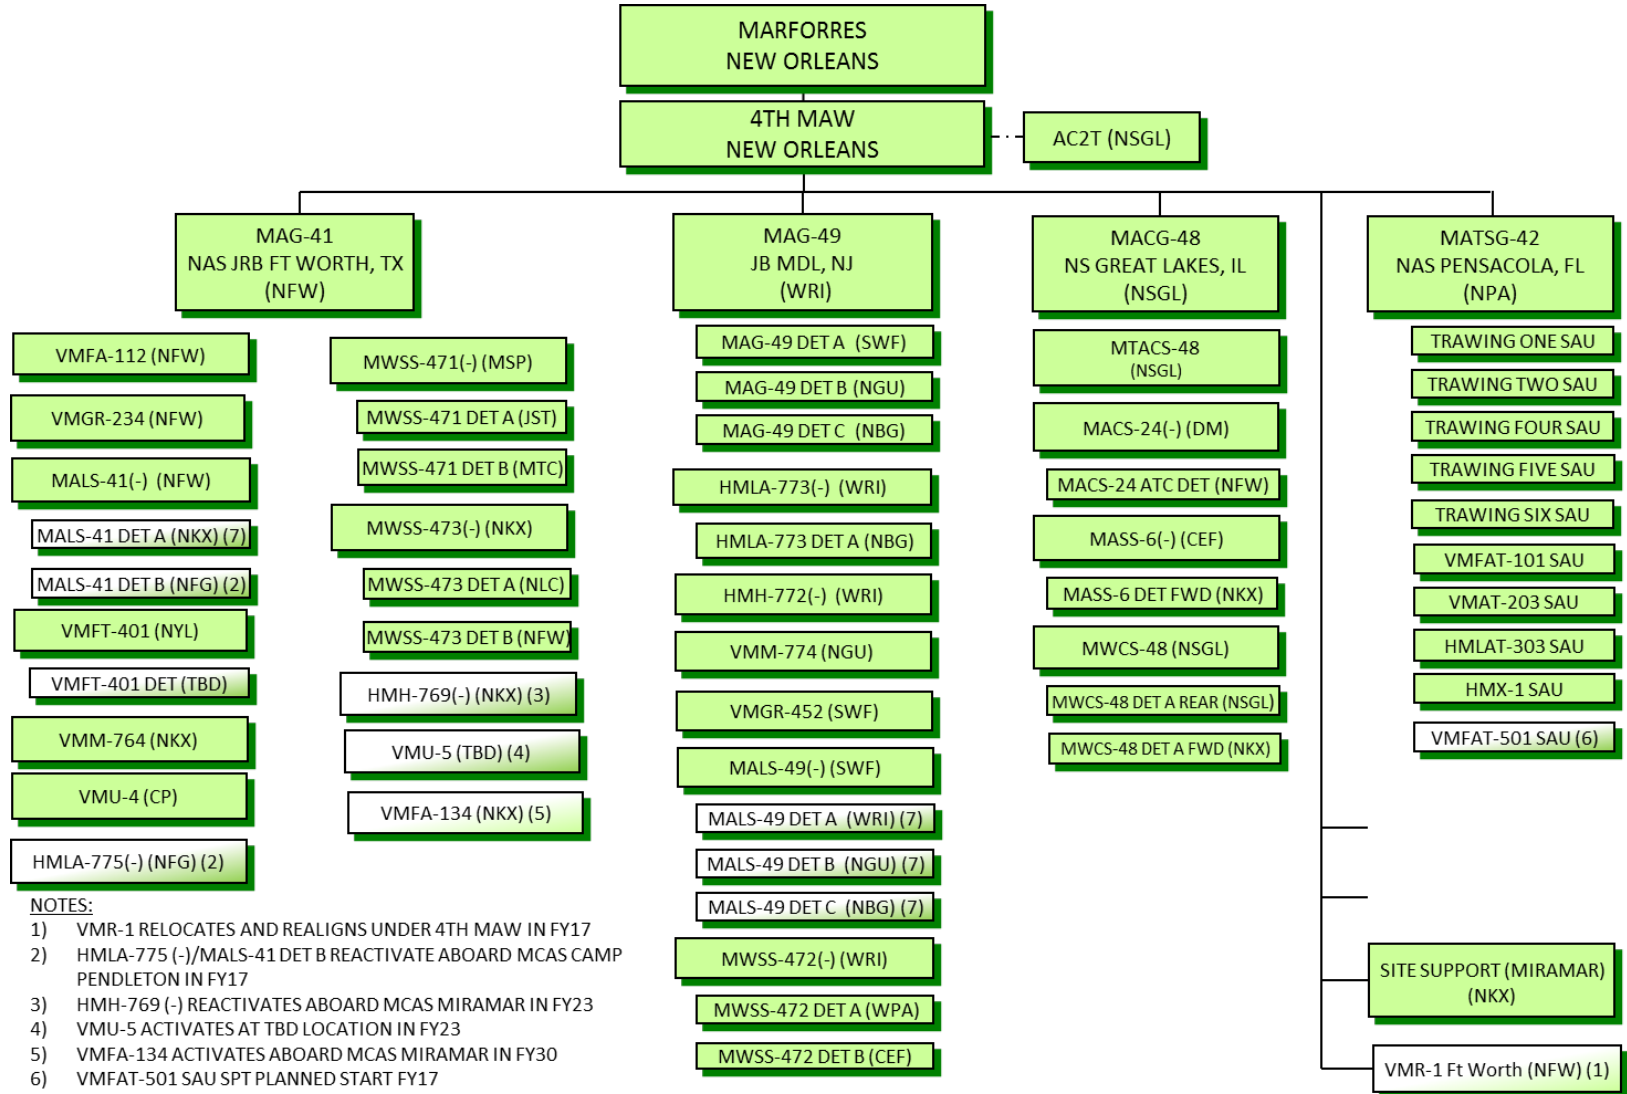 MARFORRES
NEW ORLEANS
4TH MAW
NEW ORLEANS
AC2T (NSGL)
MAG-41
NAS JRB FT WORTH, TX
(NFW)
VMFA-112 (NFW)
VMGR-234 (NFW)
MALS-41(-) (NFW)
MALS-41 DET A (NKX) (7)
MALS-41 DET B (NFG) (2)
VMFT-401 (NYL)
VMFT-401 DET (TBD)
VMM-764 (NKX)
VMU-4 (CP)
HMLA-775(-) (NFG) (2)
MWSS-471(-) (MSP)
MWSS-471 DET A (JST)
MWSS-471 DET B (MTC)
MWSS-473(-) (NKX)
MWSS-473 DET A (NLC)
MWSS-473 DET B (NFW)
HMH-769(-) (NKX) (3)
VMU-5 (TBD) (4)
VMFA-134 (NKX) (5)
MAG-49
JB MDL, NJ
(WRI)
MAG-49 DET A (SWF)
MAG-49 DET B (NGU)
MAG-49 DET C (NBG)
HMLA-773(-) (WRI)
HMLA-773 DET A (NBG)
HMH-772(-) (WRI)
VMM-774 (NGU)
VMGR-452 (SWF)
MALS-49(-) (SWF)
MALS-49 DET A (WRI) (7)
MALS-49 DET B (NGU) (7)
MALS-49 DET C (NBG) (7)
MWSS-472(-) (WRI)
MWSS-472 DET A (WPA)
MWSS-472 DET B (CEF)
MACG-48
NS GREAT LAKES, IL
(NSGL)
MTACS-48
(NSGL)
MACS-24(-) (DM)
MACS-24 ATC DET (NFW)
MASS-6(-) (CEF)
MASS-6 DET FWD (NKX)
MWCS-48 (NSGL)
MWCS-48 DET A REAR (NSGL)
MWCS-48 DET A FWD (NKX)
MATSG-42
NAS PENSACOLA, FL
(NPA)
TRAWING ONE SAU
TRAWING TWO SAU
TRAWING FOUR SAU
TRAWING FIVE SAU
TRAWING SIX SAU
VMFAT-101 SAU
VMAT-203 SAU
HMLAT-303 SAU
HMX-1 SAU
VMFAT-501 SAU (6)
SITE SUPPORT (MIRAMAR)
(NKX)
VMR-1 Ft Worth (NFW) (1)
NOTES:
1) VMR-1 RELOCATES AND REALIGNS UNDER 4TH MAW IN FY17
2) HMLA-775 (-)/MALS-41 DET B REACTIVATE ABOARD MCAS CAMP
PENDLETON IN FY17
3) HMH-769 (-) REACTIVATES ABOARD MCAS MIRAMAR IN FY23
4) VMU-5 ACTIVATES AT TBD LOCATION IN FY23
5) VMFA-134 ACTIVATES ABOARD MCAS MIRAMAR IN FY30
6) VMFAT-501 SAU SPT PLANNED START FY17